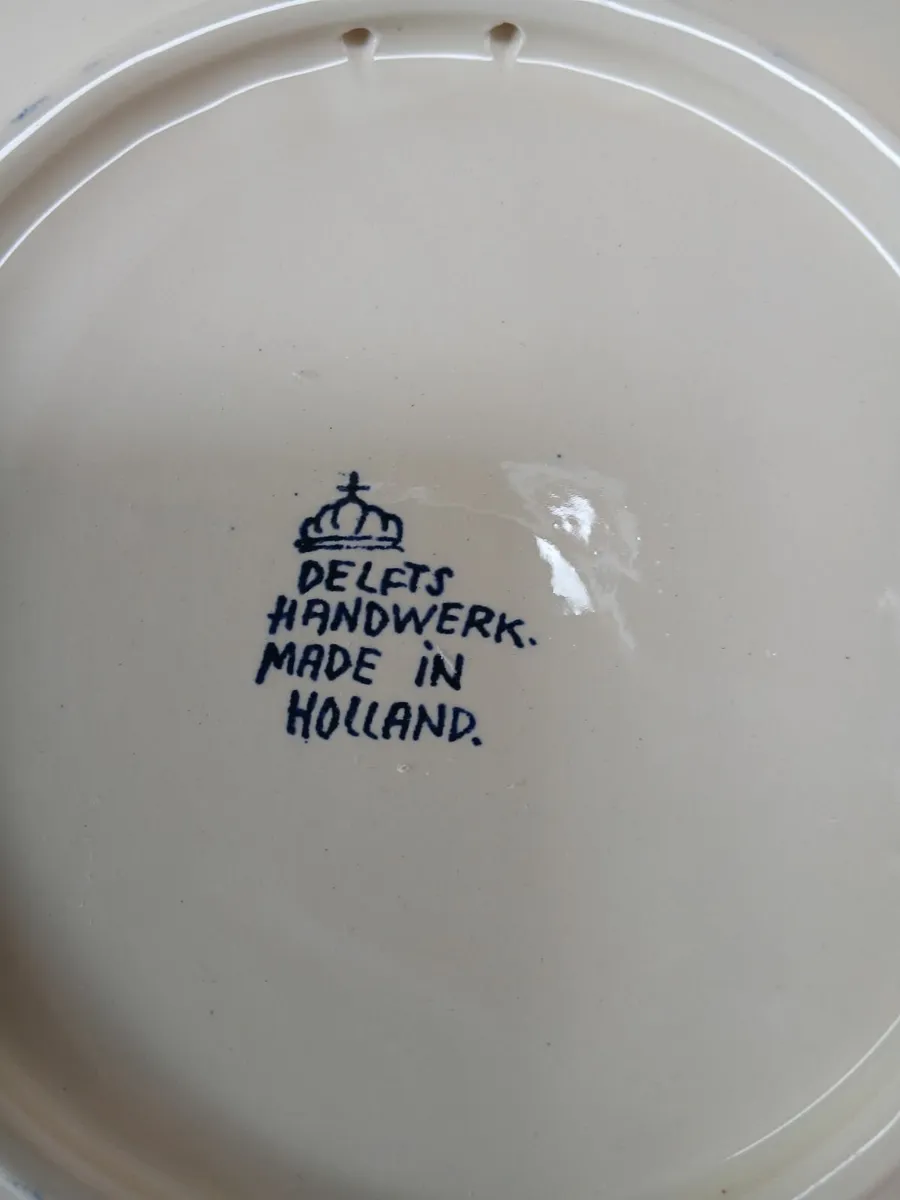 DELFTS
HANDWERK.
MADE iN
HOLLAND.